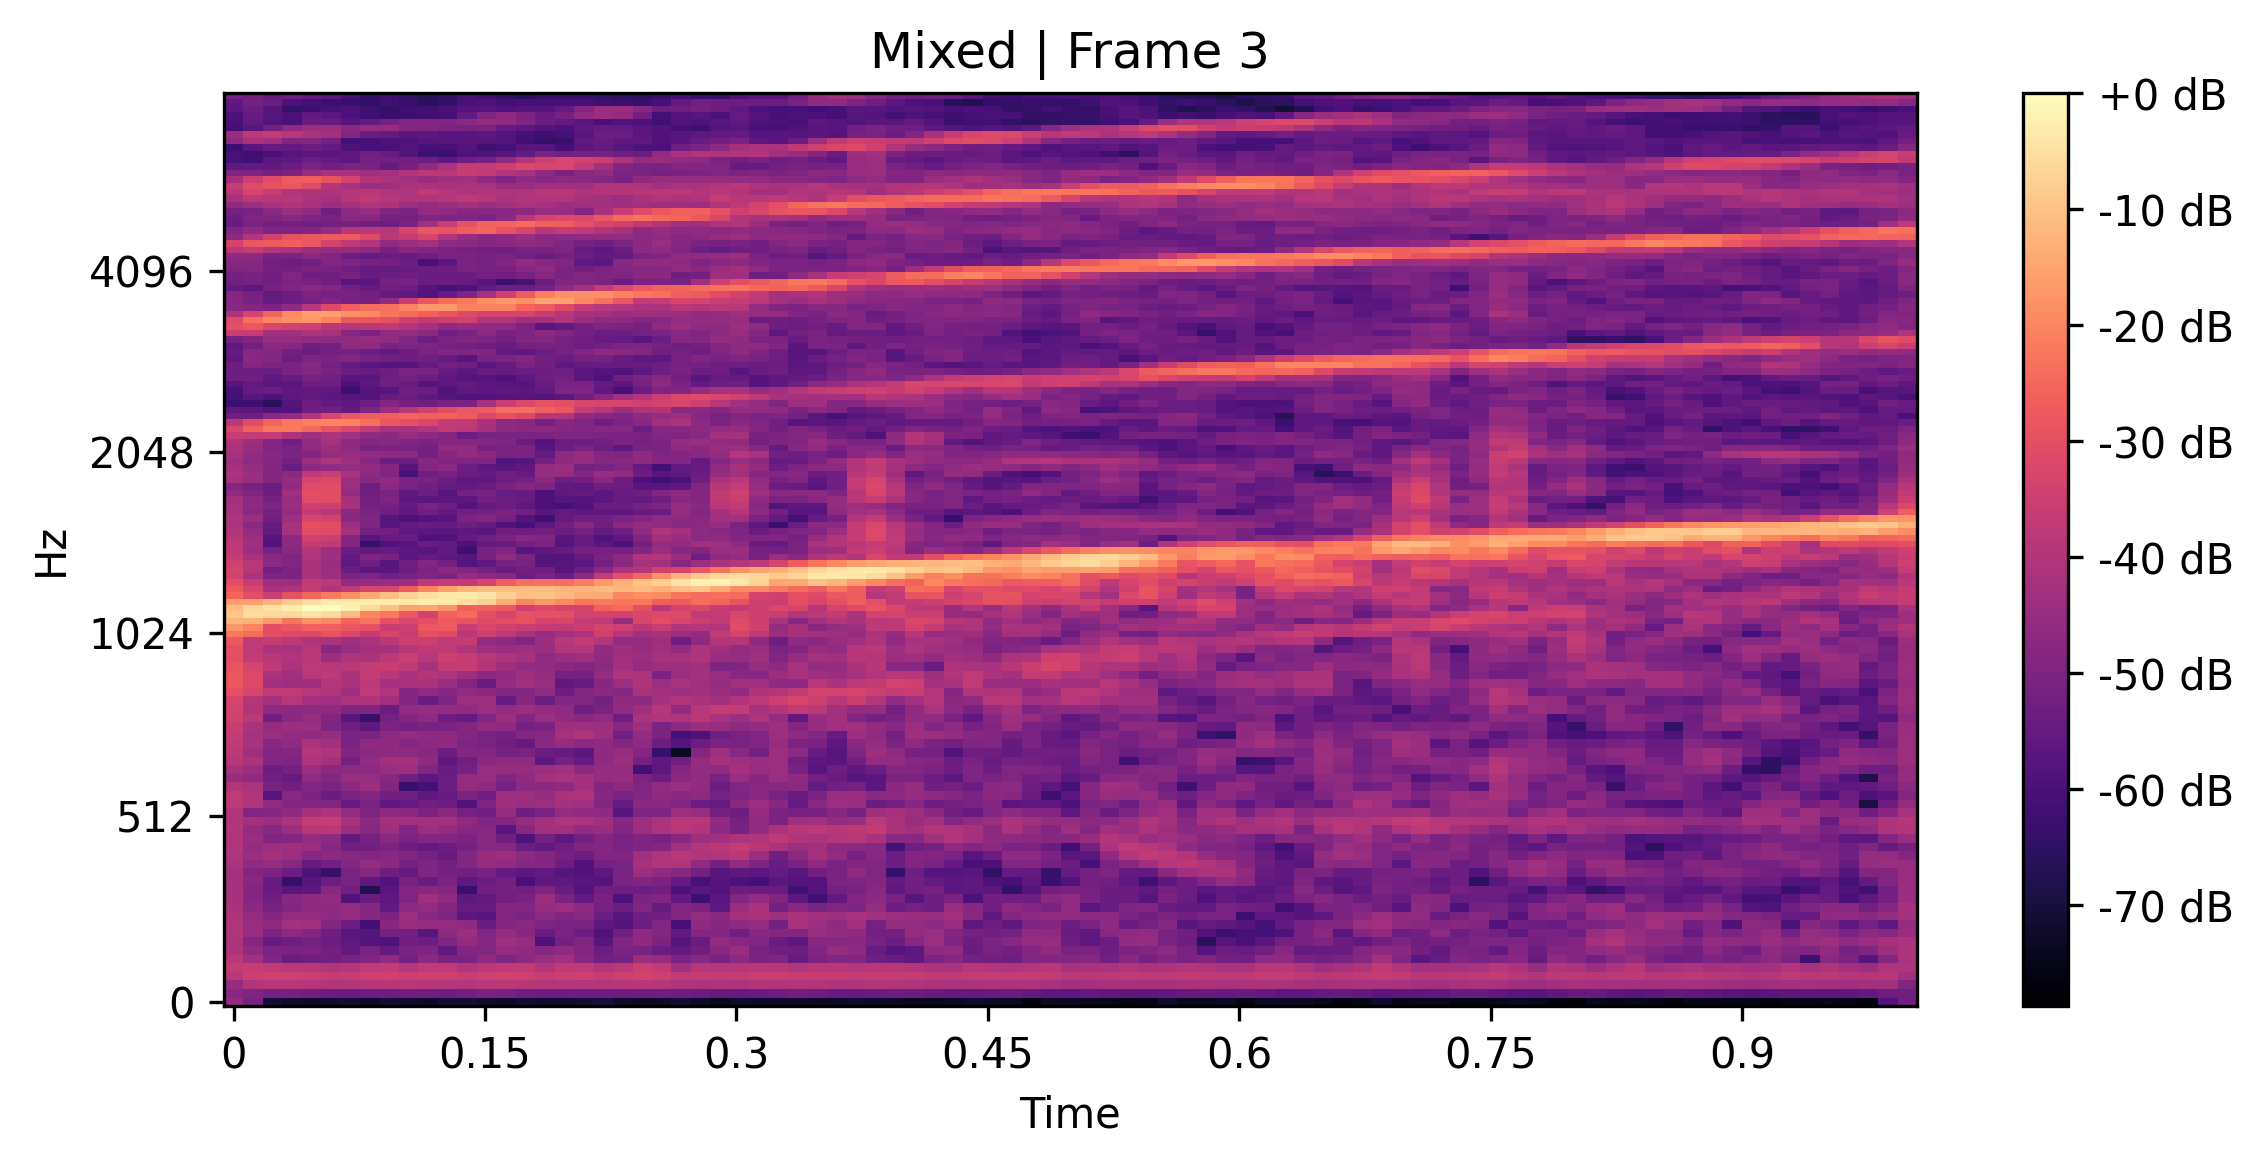 Mixed | Frame 3
Hz
4096
2048
1024
512
0
0 0.15 0.3 0.45 0.6 0.75 0.9
Time
+0 dB
-10 dB
-20 dB
-30 dB
-40 dB
-50 dB
-60 dB
-70 dB